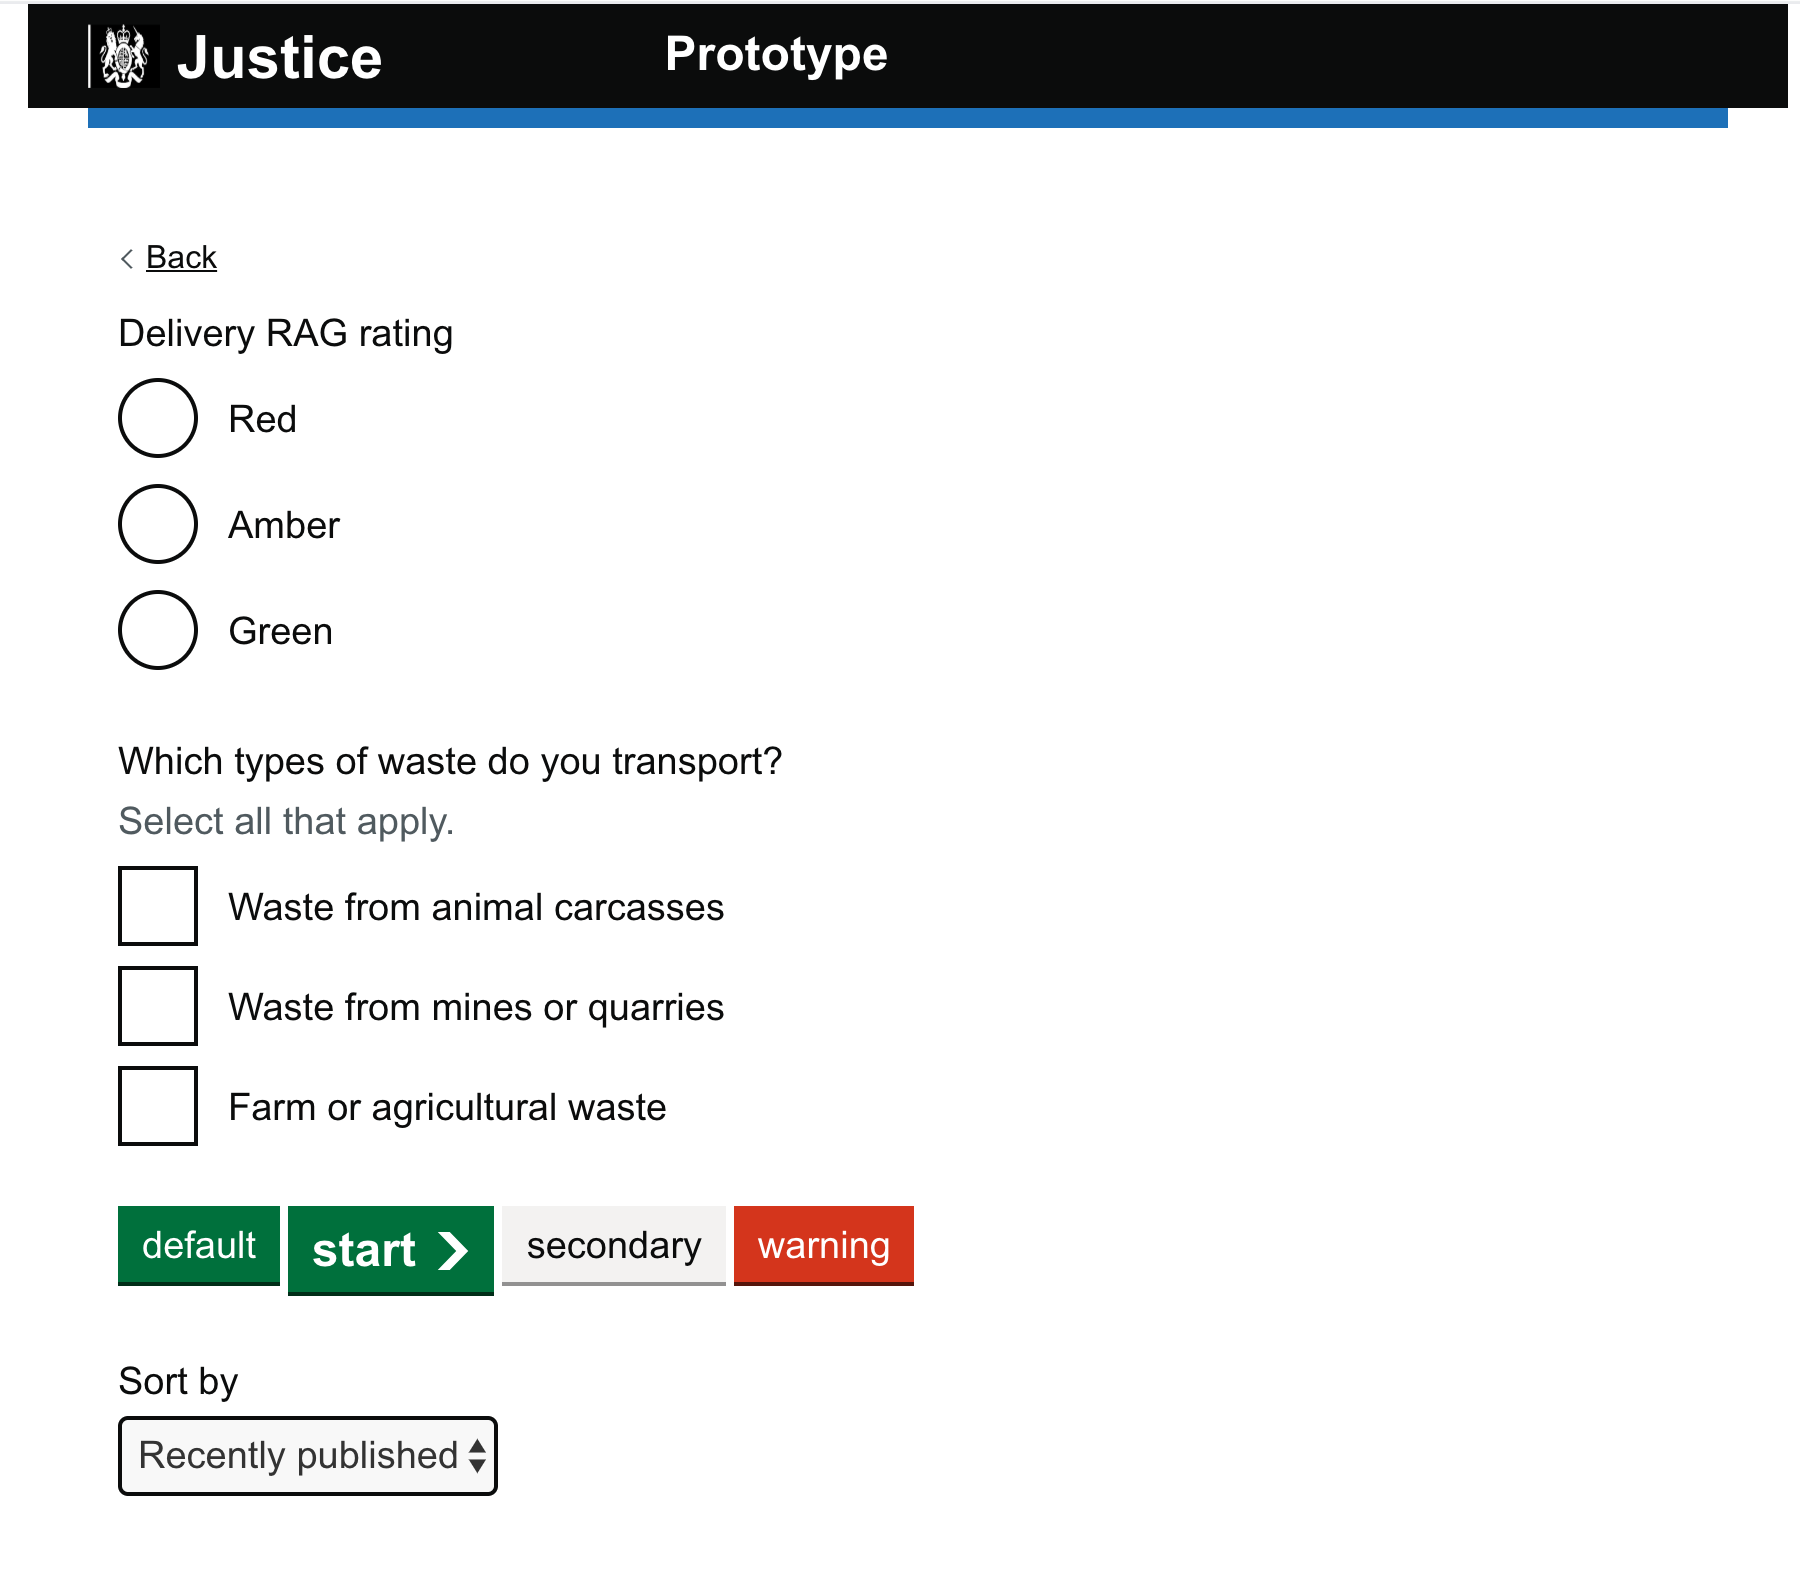 Justice
Prototype
Back
Delivery RAG rating
Red
Amber
Green
Which types of waste do you transport?
Select all that apply.
Waste from animal carcasses
Waste from mines or quarries
Farm or agricultural waste
default
start
secondary
warning
Sort by
Recently published